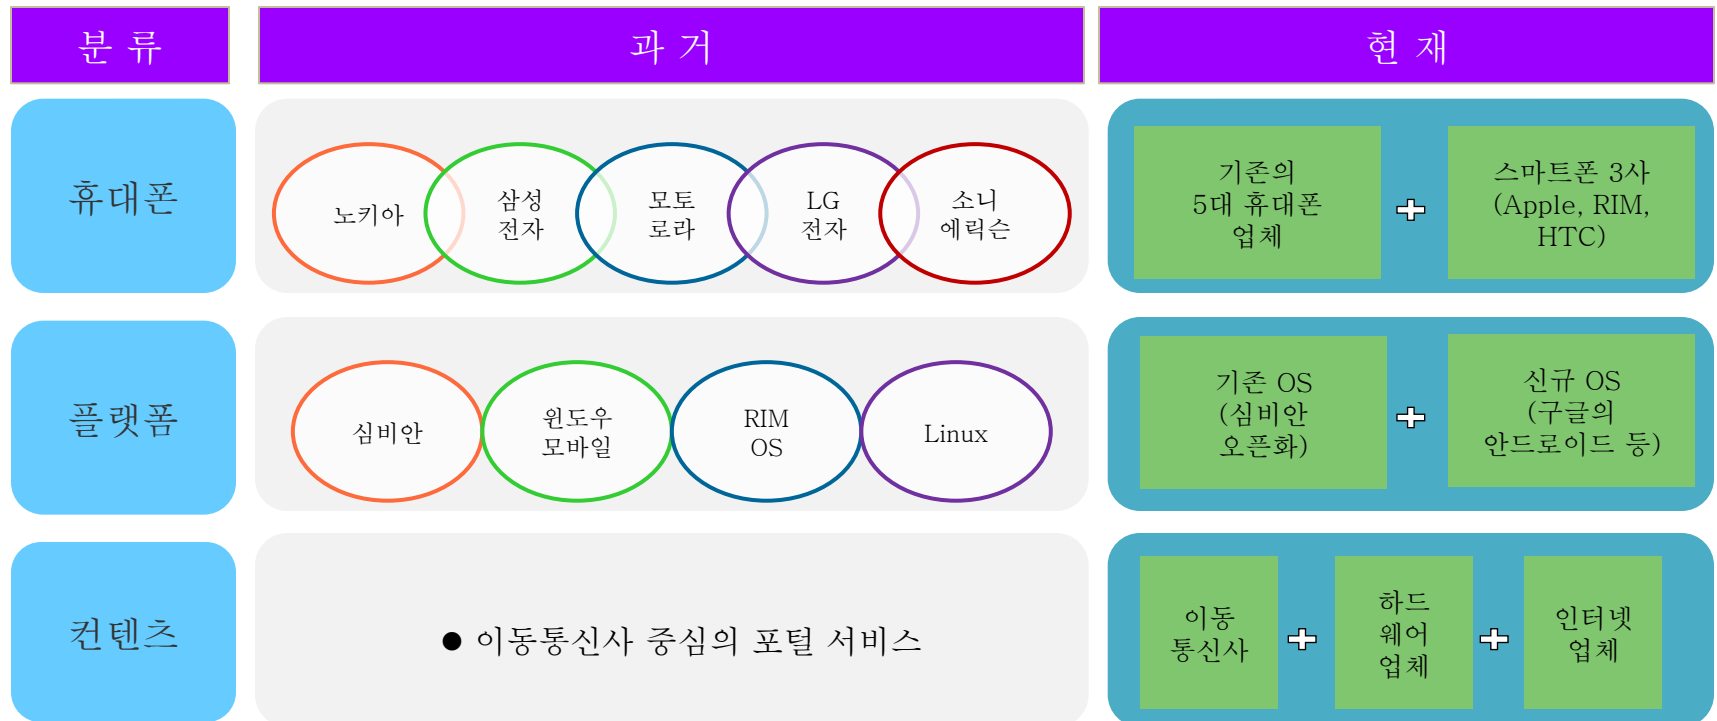 분 류
과 거
현 재
휴대폰
노키아
삼성
전자
모토
로라
LG
전자
소니
에릭슨
기존의
5대 휴대폰
업체
스마트폰 3사
(Apple, RIM,
HTC)
플랫폼
심비안
윈도우
모바일
RIM
OS
Linux
기존 OS
(심비안
오픈화)
신규 OS
(구글의
안드로이드 등)
컨텐츠
● 이동통신사 중심의 포털 서비스
이동
통신사
하드
웨어
업체
인터넷
업체